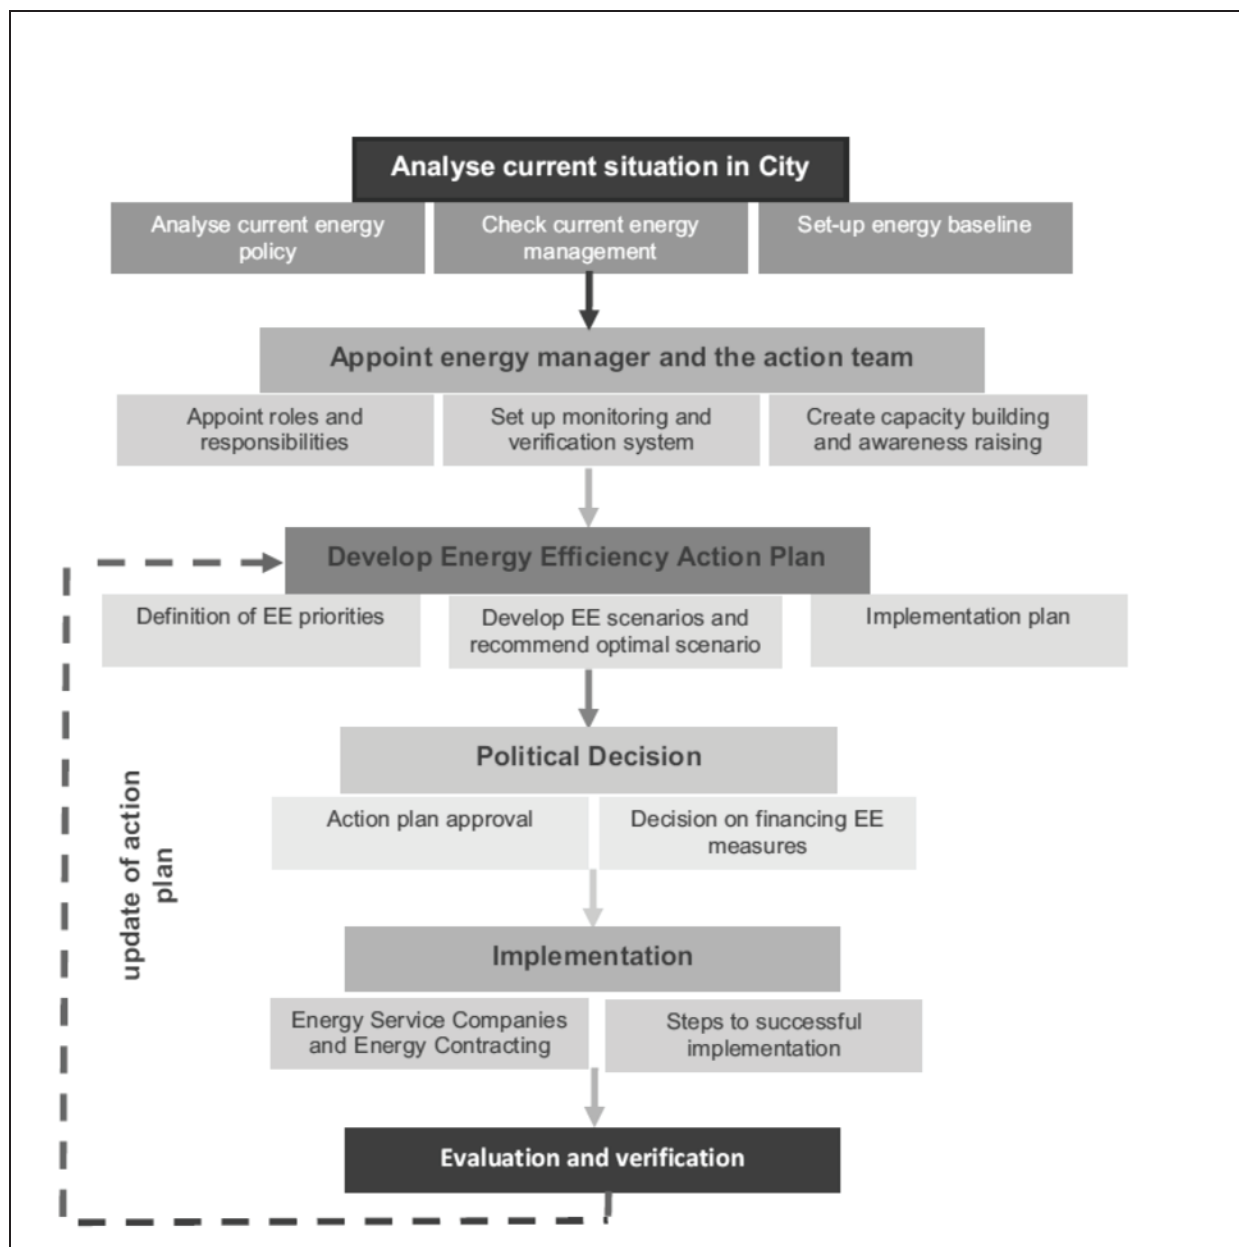 Analyse current situation in City
Analyse current energy
policy
Check current energy
management
Set-up energy baseline
Appoint energy manager and the action team
Appoint roles and
responsibilities
Set up monitoring and
verification system
Create capacity building
and awareness raising
Develop Energy Efficiency Action Plan
Definition of EE priorities
Develop EE scenarios and
recommend optimal scenario
Implementation plan
Political Decision
Action plan approval
Decision on financing EE
measures
update of action
plan
Implementation
Energy Service Companies
and Energy Contracting
Steps to successful
implementation
Evaluation and verification